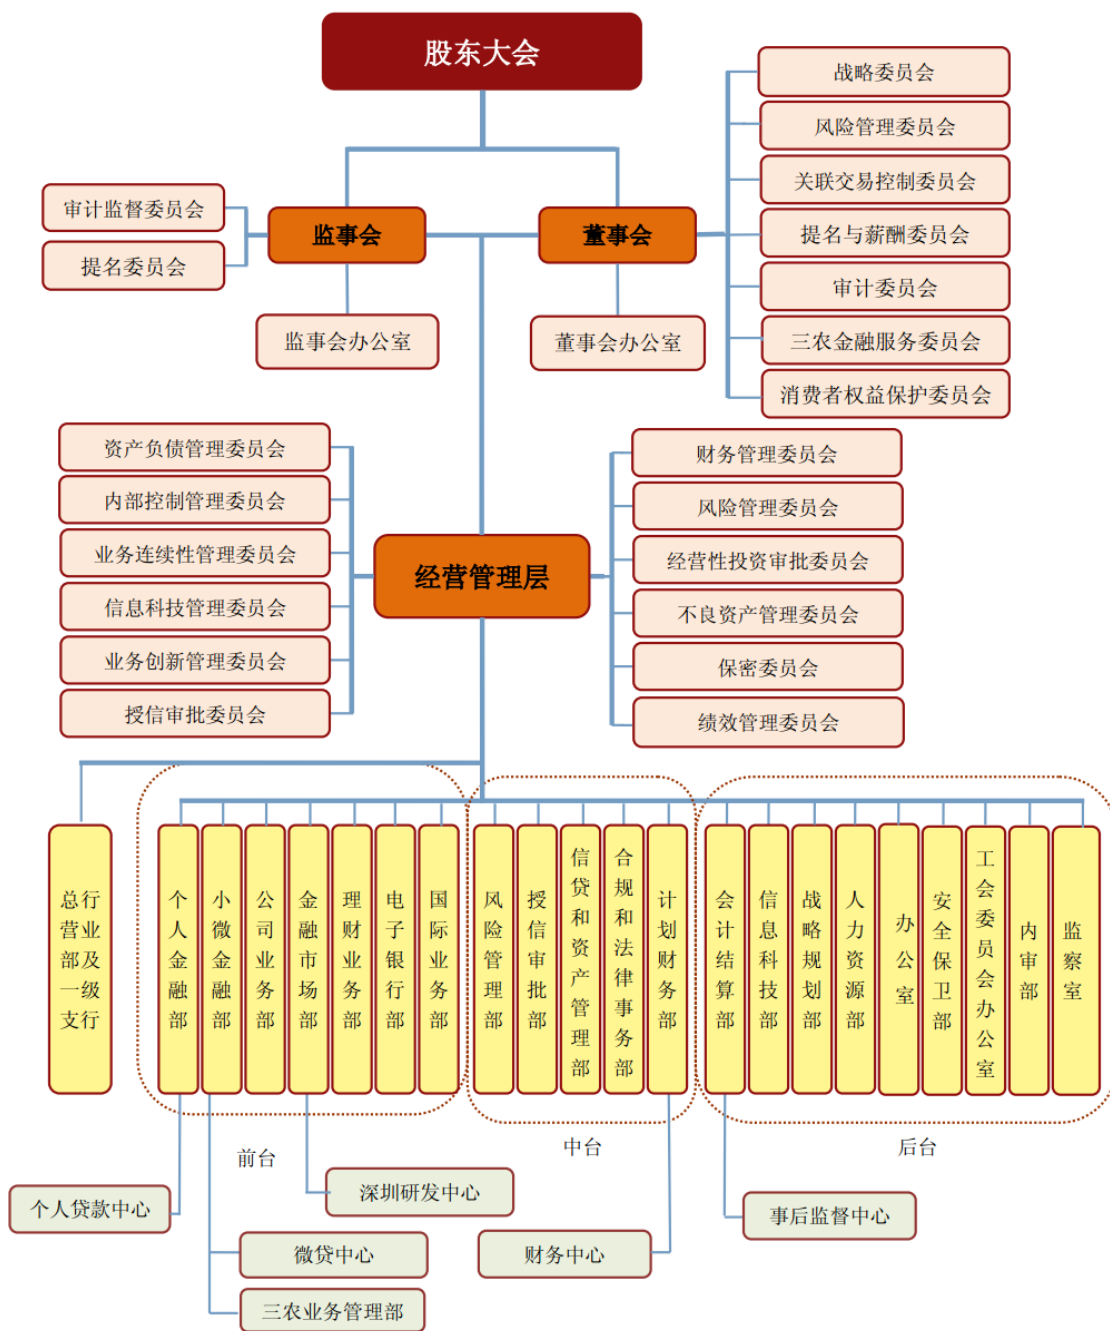 股东大会
战略委员会
风险管理委员会
关联交易控制委员会
提名与薪酬委员会
审计委员会
三农金融服务委员会
消费者权益保护委员会
审计监督委员会
提名委员会
监事会
董事会
监事会办公室
董事会办公室
资产负债管理委员会
内部控制管理委员会
业务连续性管理委员会
信息科技管理委员会
业务创新管理委员会
授信审批委员会
经营管理层
财务管理委员会
风险管理委员会
经营性投资审批委员会
不良资产管理委员会
保密委员会
绩效管理委员会
总行
营业
部及
一级
支行
个人金融部
小微金融部
公司业务部
金融市场部
理财业务部
电子银行部
国际业务部
风险管理部
授信审批部
信贷和资产管理部
合规和法律事务部
计划财务部
会计结算部
信息科技部
战略规划部
人力资源部
办公室
安全保卫部
工会委员会办公室
内审部
监察室
前台
中台
后台
个人贷款中心
深圳研发中心
微贷中心
三农业务管理部
财务中心
事后监督中心